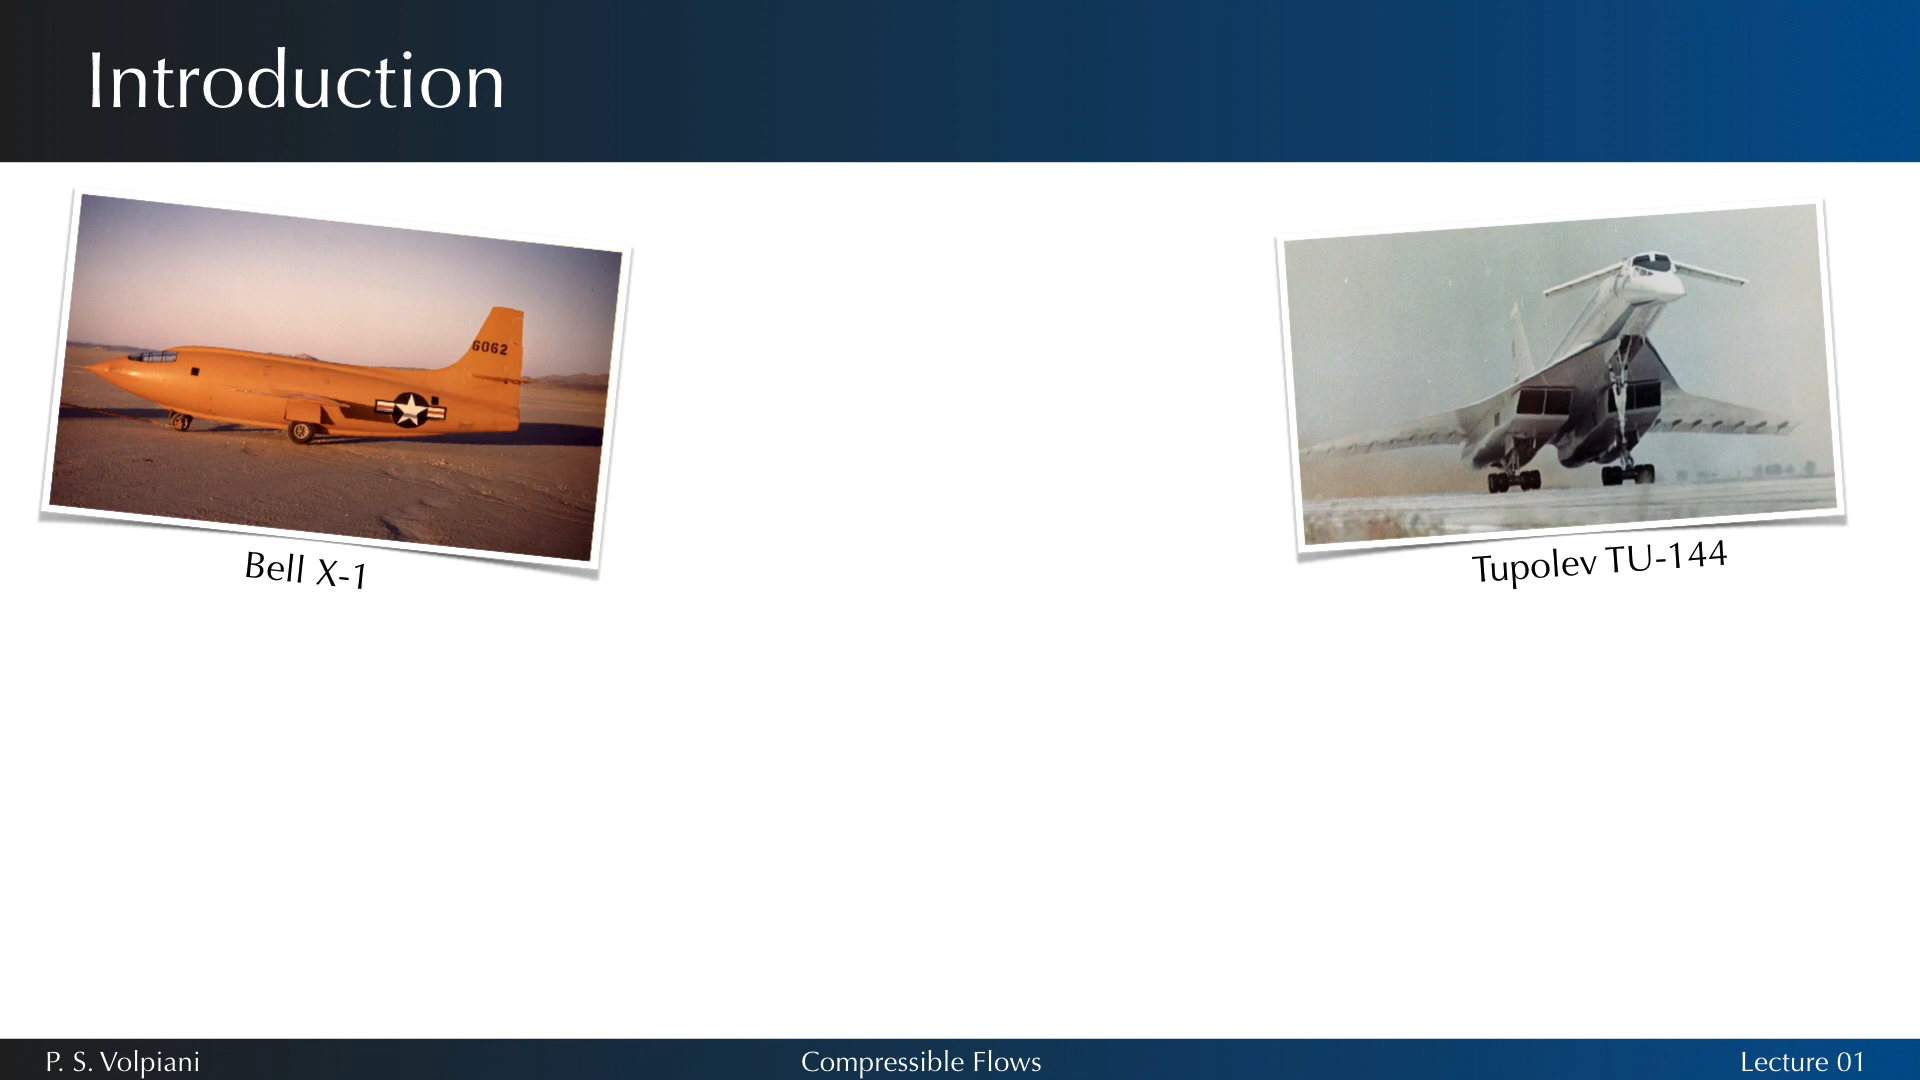 Introduction
6062
Bell X-1
Tupolev TU-144
P. S. Volpiani
Compressible Flows
Lecture 01